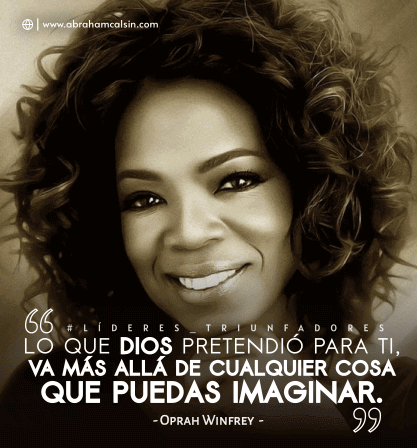 www.abrahamcalsin.com
#LÍDERES_TRIUNFADORES
LO QUE DIOS PRETENDIÓ PARA TI,
VA MÁS ALLÁ DE CUALQUIER COSA
QUE PUEDAS IMAGINAR.
- OPRAH WINFREY -